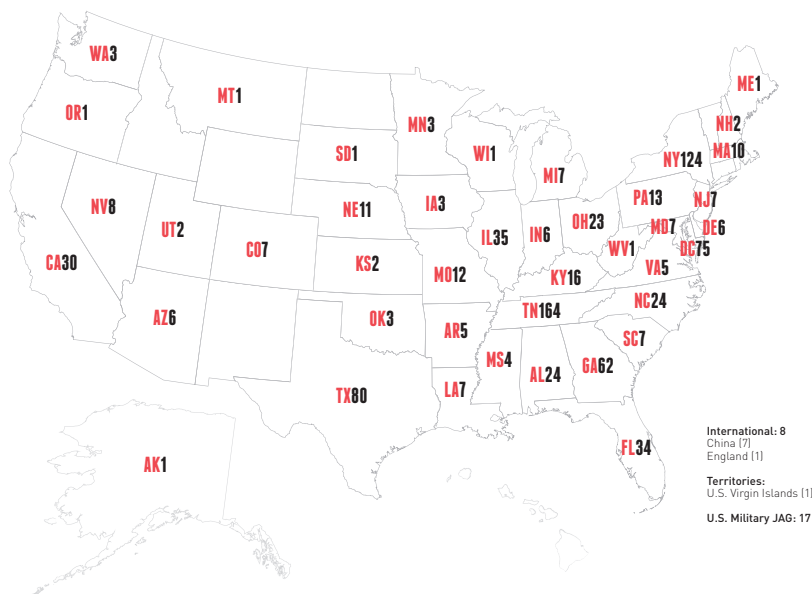 WA3
MT1
ME1
OR1
MN3
NH2
SD1
WI1
NY124
MA10
MI7
NV8
NE11
IA3
PA13
NJ7
UT2
CO7
IL35
IN6
OH23
MD7
DE6
CA30
KS2
MO12
WV1
DC75
KY16
VA5
AZ6
OK3
TN164
NC24
AR5
SC7
MS4
AL24
GA62
TX80
LA7
FL34
AK1
International: 8
China (7)
England (1)
Territories:
U.S. Virgin Islands (1)
U.S. Military JAG: 17